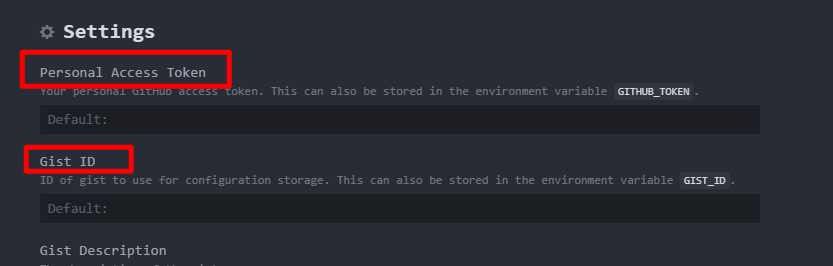 Settings
Personal Access Token
Your personal GitHub access token. This can also be stored in the environment variable GITHUB_TOKEN.
Default:
Gist ID
ID of gist to use for configuration storage. This can also be stored in the environment variable GIST_ID.
Default:
Gist Description